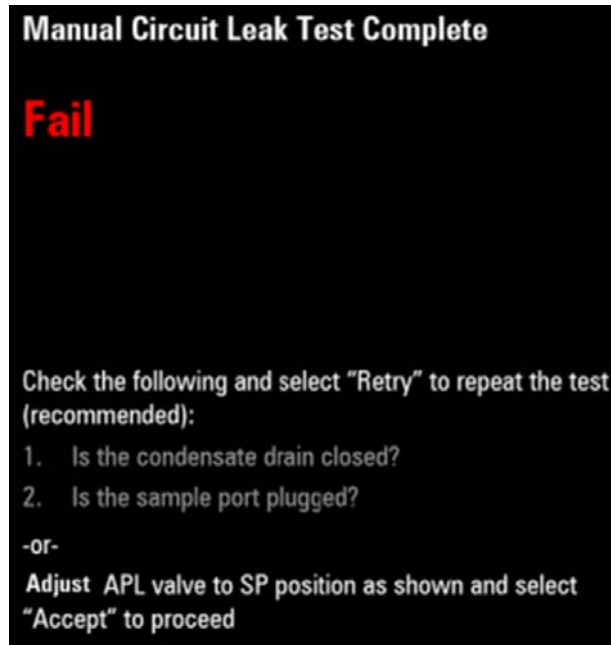 Manual Circuit Leak Test Complete
Fail
Check the following and select "Retry" to repeat the test
(recommended):
1. Is the condensate drain closed?
2. Is the sample port plugged?
-or-
Adjust APL valve to SP position as shown and select
"Accept" to proceed